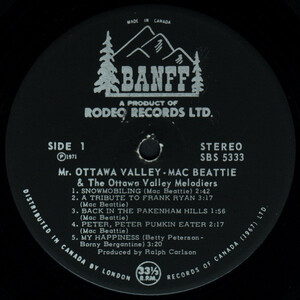 MADE IN CANADA
BANFF
A PRODUCT OF
RODEO RECORDS LTD.
SIDE 1
STEREO
Ⓟ 1971
SBS 5333
Mr. OTTAWA VALLEY - MAC BEATTIE
& The Ottawa Valley Melodiers
1. SNOWMOBILING (Mac Beattie) 2:42
2. A TRIBUTE TO FRANK RYAN 3:17
(Mac Beattie)
3. BACK IN THE PAKENHAM HILLS 1:56
(Mac Beattie)
4. PETER, PETER PUMKIN EATER 2:2
(Mac Beattie)
5. MY HAPPINESS (Betty Peterson-
Borny Bergantine) 3:20
Produced by Ralph Carlson
33⅓
R.P.M.
DISTRIBUTED IN CANADA BY LONDON RECORDS OF CANADA (1967) LTD.